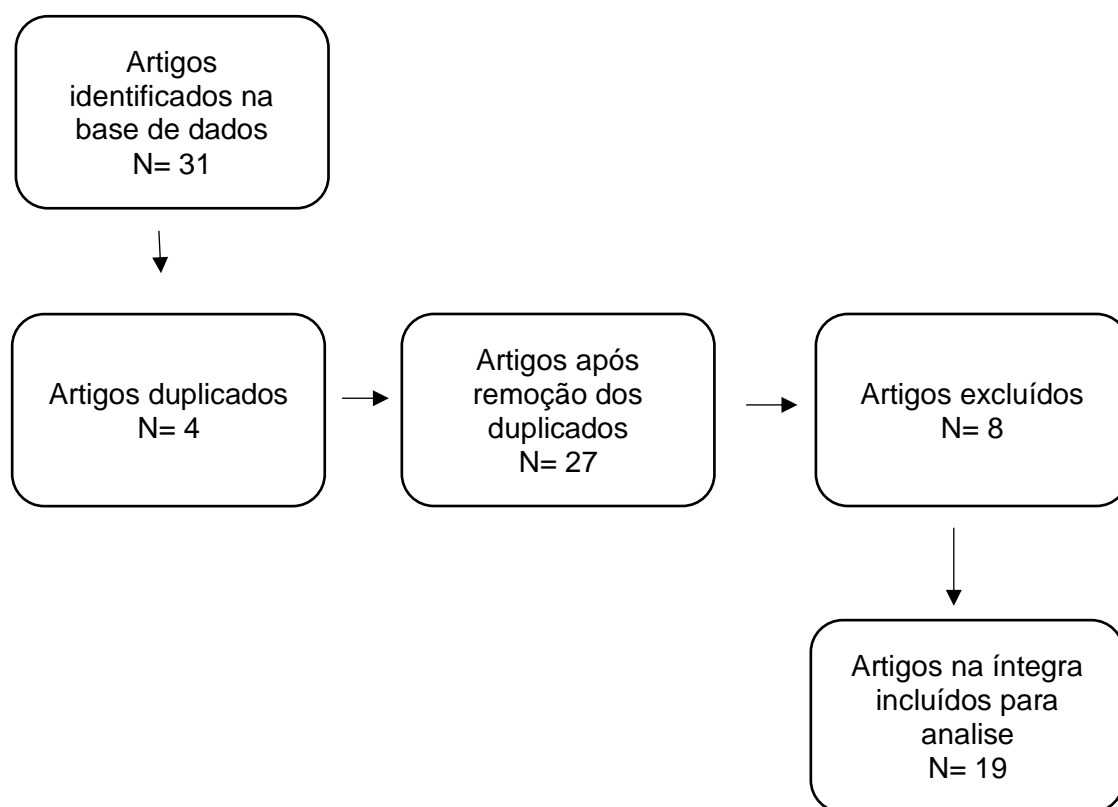 Artigos
identificados na
base de dados
N= 31
Artigos duplicados
N= 4
Artigos após
remoção dos
duplicados
N= 27
Artigos excluídos
N= 8
Artigos na íntegra
incluídos para
analise
N= 19